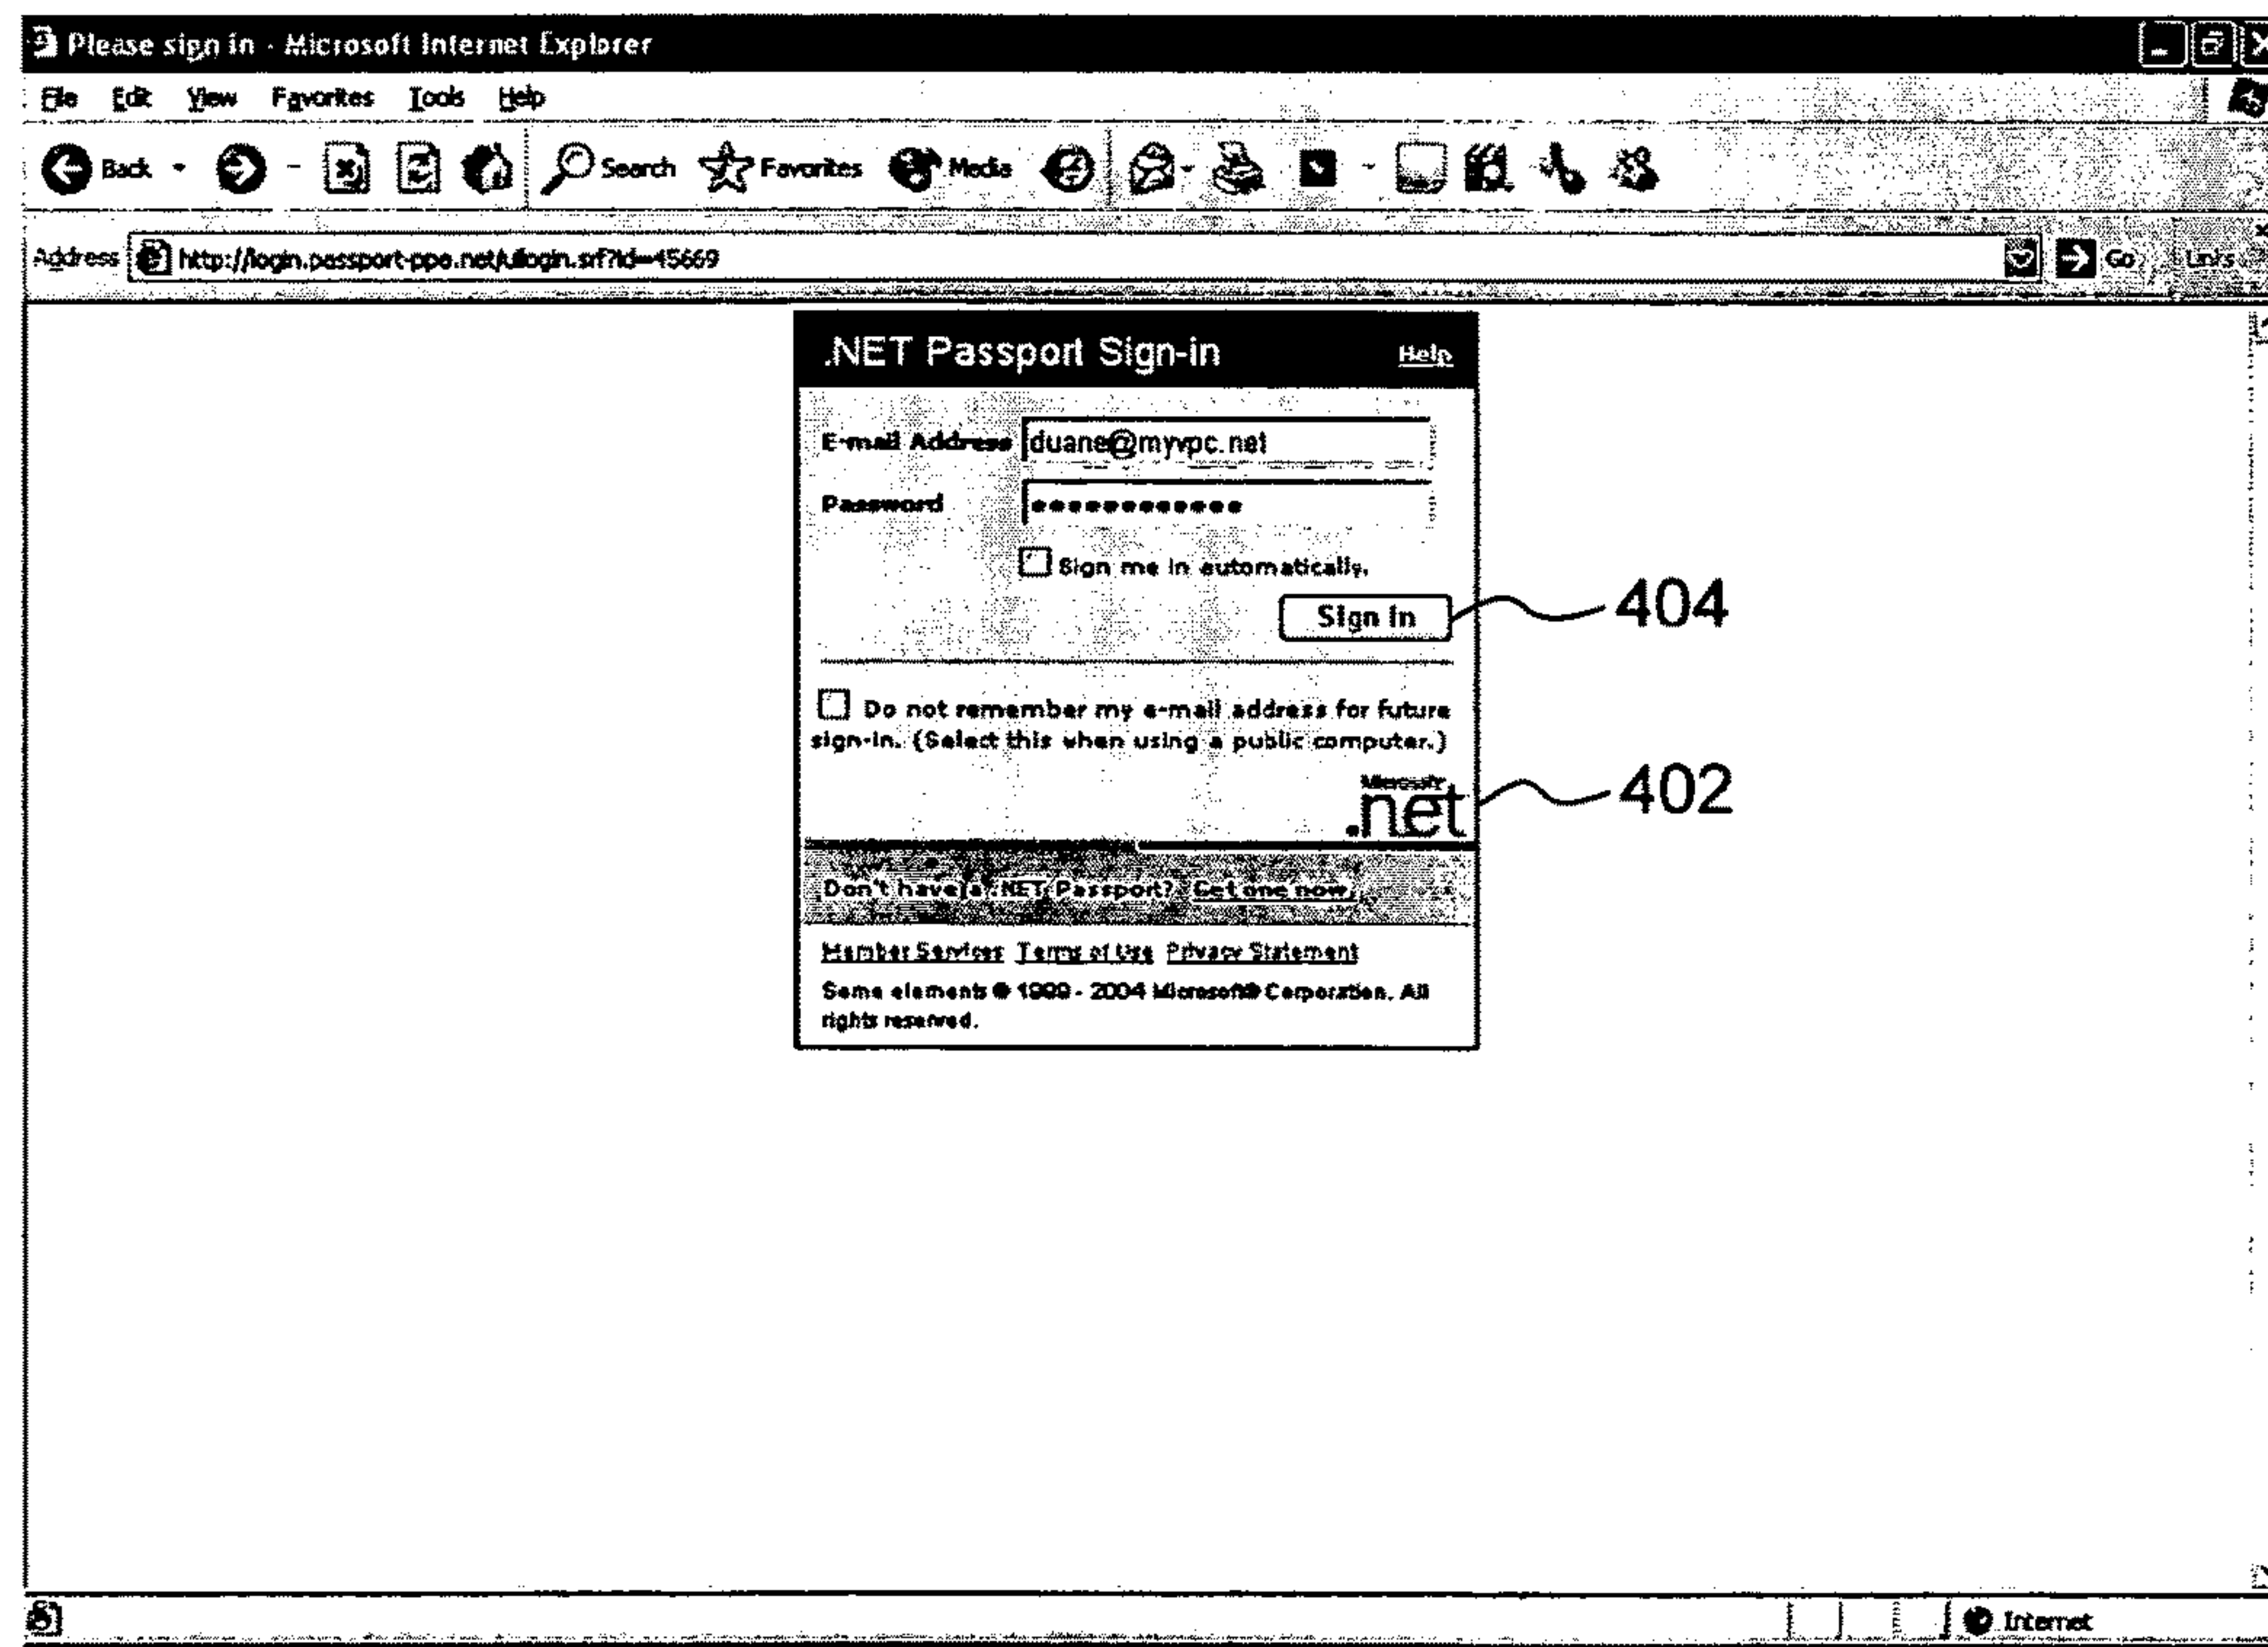 Please sign in - Microsoft Internet Explorer
File Edit View Favorites Tools Help
Back Search Favorites Media
Address http://login.passport-ppe.net/uilogin.srf?id=45669 Go Links
.NET Passport Sign-in Help
E-mail Address duane@myvpc.net
Password ••••••••••••
Sign me in automatically.
Sign In 404
Do not remember my e-mail address for future
sign-in. (Select this when using a public computer.)
Microsoft
.net 402
Don't have a .NET Passport? Get one now.
Member Services Terms of Use Privacy Statement
Some elements © 1999 - 2004 Microsoft® Corporation. All
rights reserved.
Internet